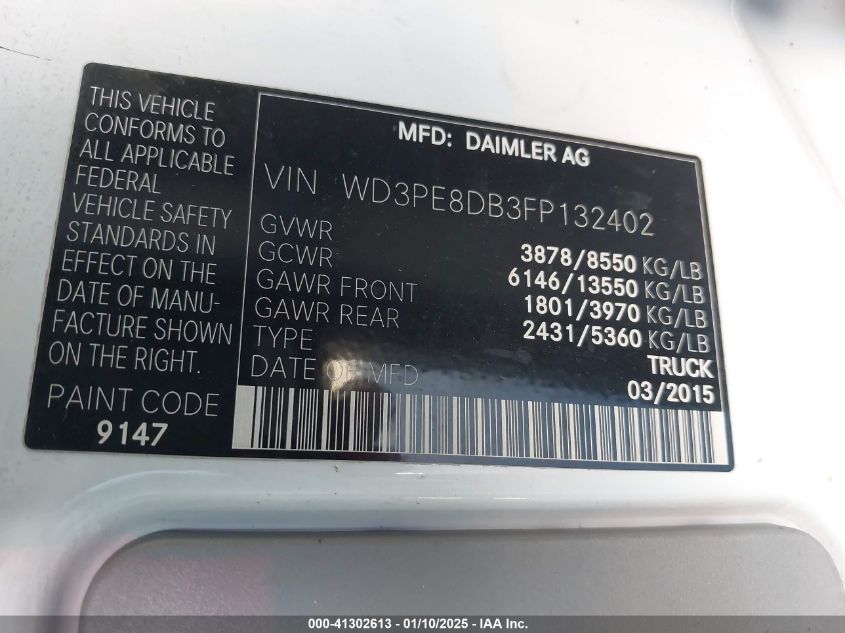 THIS VEHICLE
CONFORMS TO
ALL APPLICABLE
FEDERAL
VEHICLE SAFETY
STANDARDS IN
EFFECT ON THE
DATE OF MANU-
FACTURE SHOWN
ON THE RIGHT.
PAINT CODE
9147
MFD: DAIMLER AG
VIN WD3PE8DB3FP132402
GVWR 3878/8550 KG/LB
GCWR 6146/13550 KG/LB
GAWR FRONT 1801/3970 KG/LB
GAWR REAR 2431/5360 KG/LB
TYPE TRUCK
DATE OF MFD 03/2015
000-41302613 - 01/10/2025 - IAA Inc.